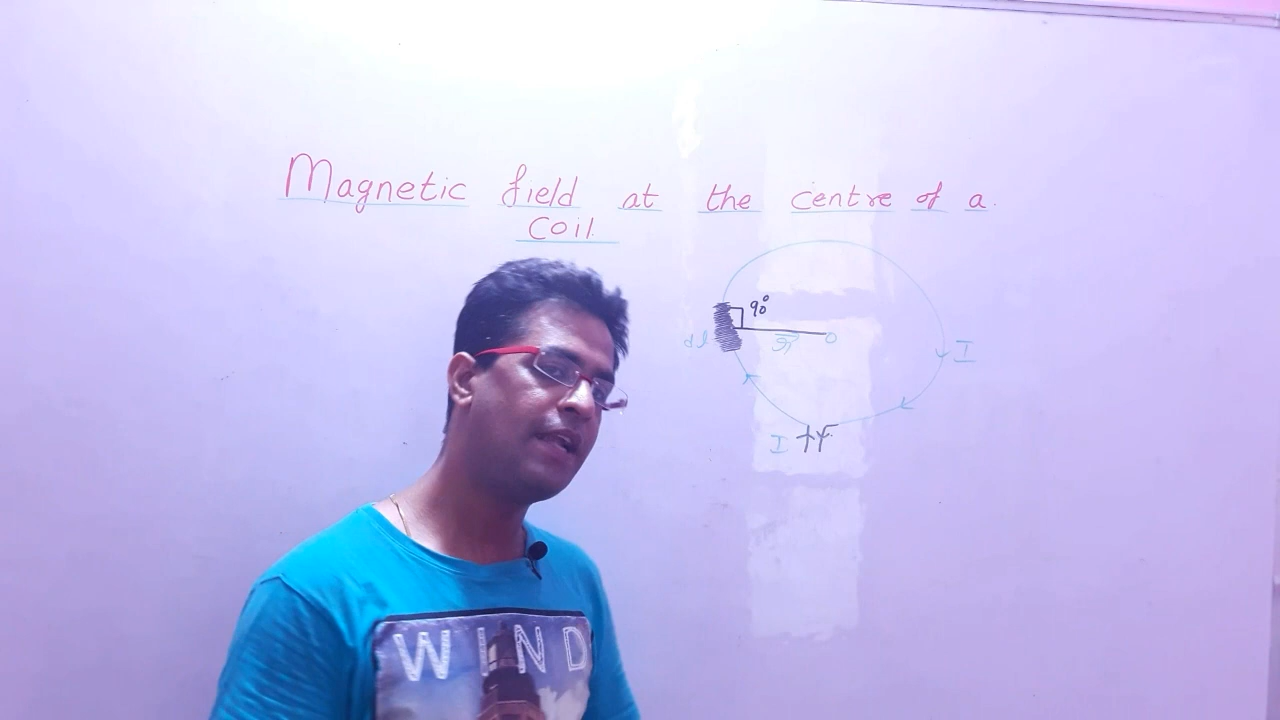 Magnetic field at the centre of a
coil.
90°
dl
r
O
I
I
WIND